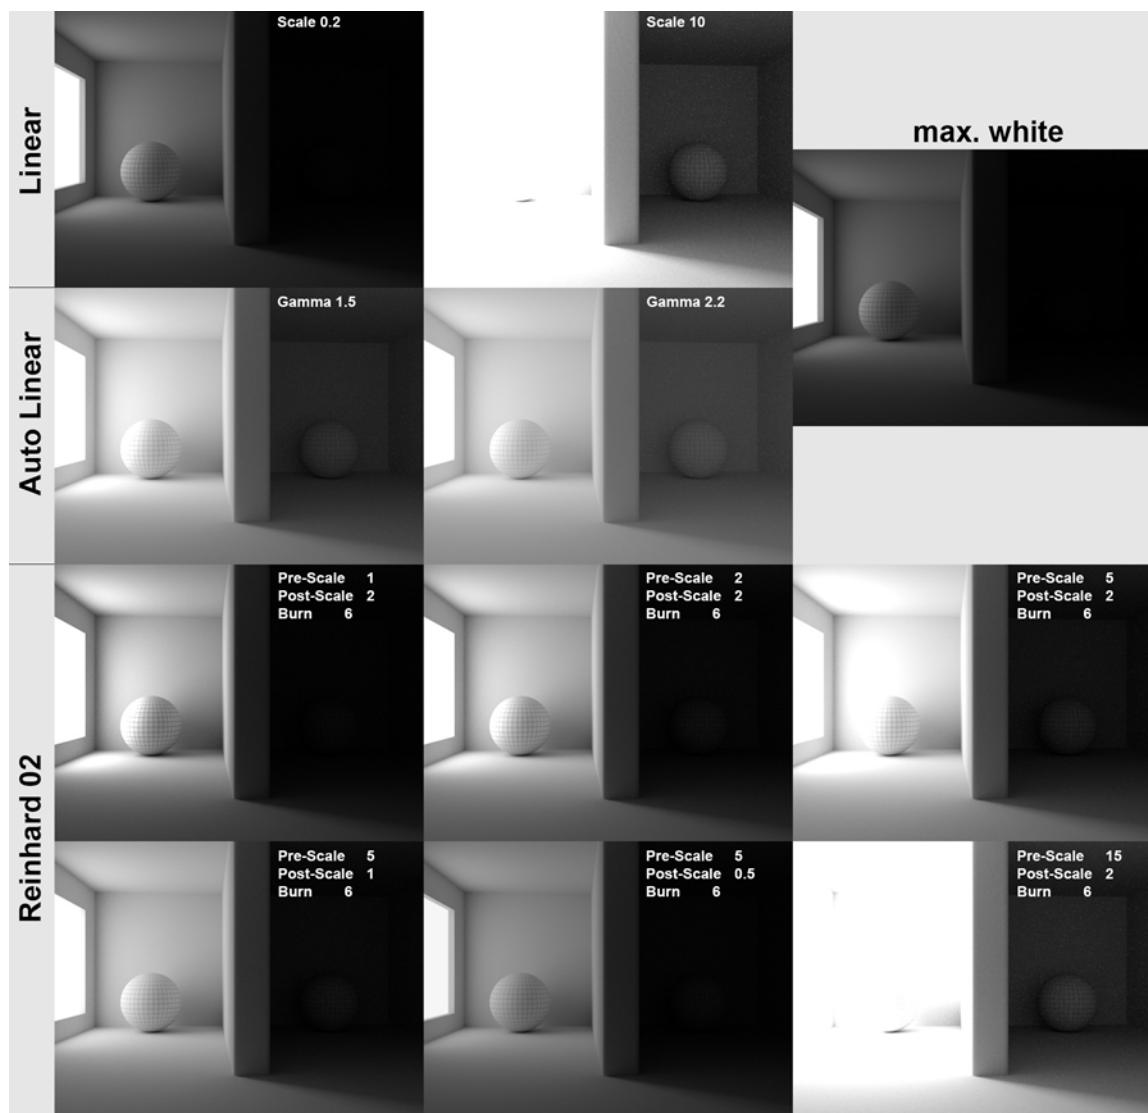 Linear
Scale 0.2
Scale 10
max. white
Auto Linear
Gamma 1.5
Gamma 2.2
Reinhard 02
Pre-Scale 1
Post-Scale 2
Burn 6
Pre-Scale 2
Post-Scale 2
Burn 6
Pre-Scale 5
Post-Scale 2
Burn 6
Pre-Scale 5
Post-Scale 1
Burn 6
Pre-Scale 5
Post-Scale 0.5
Burn 6
Pre-Scale 15
Post-Scale 2
Burn 6